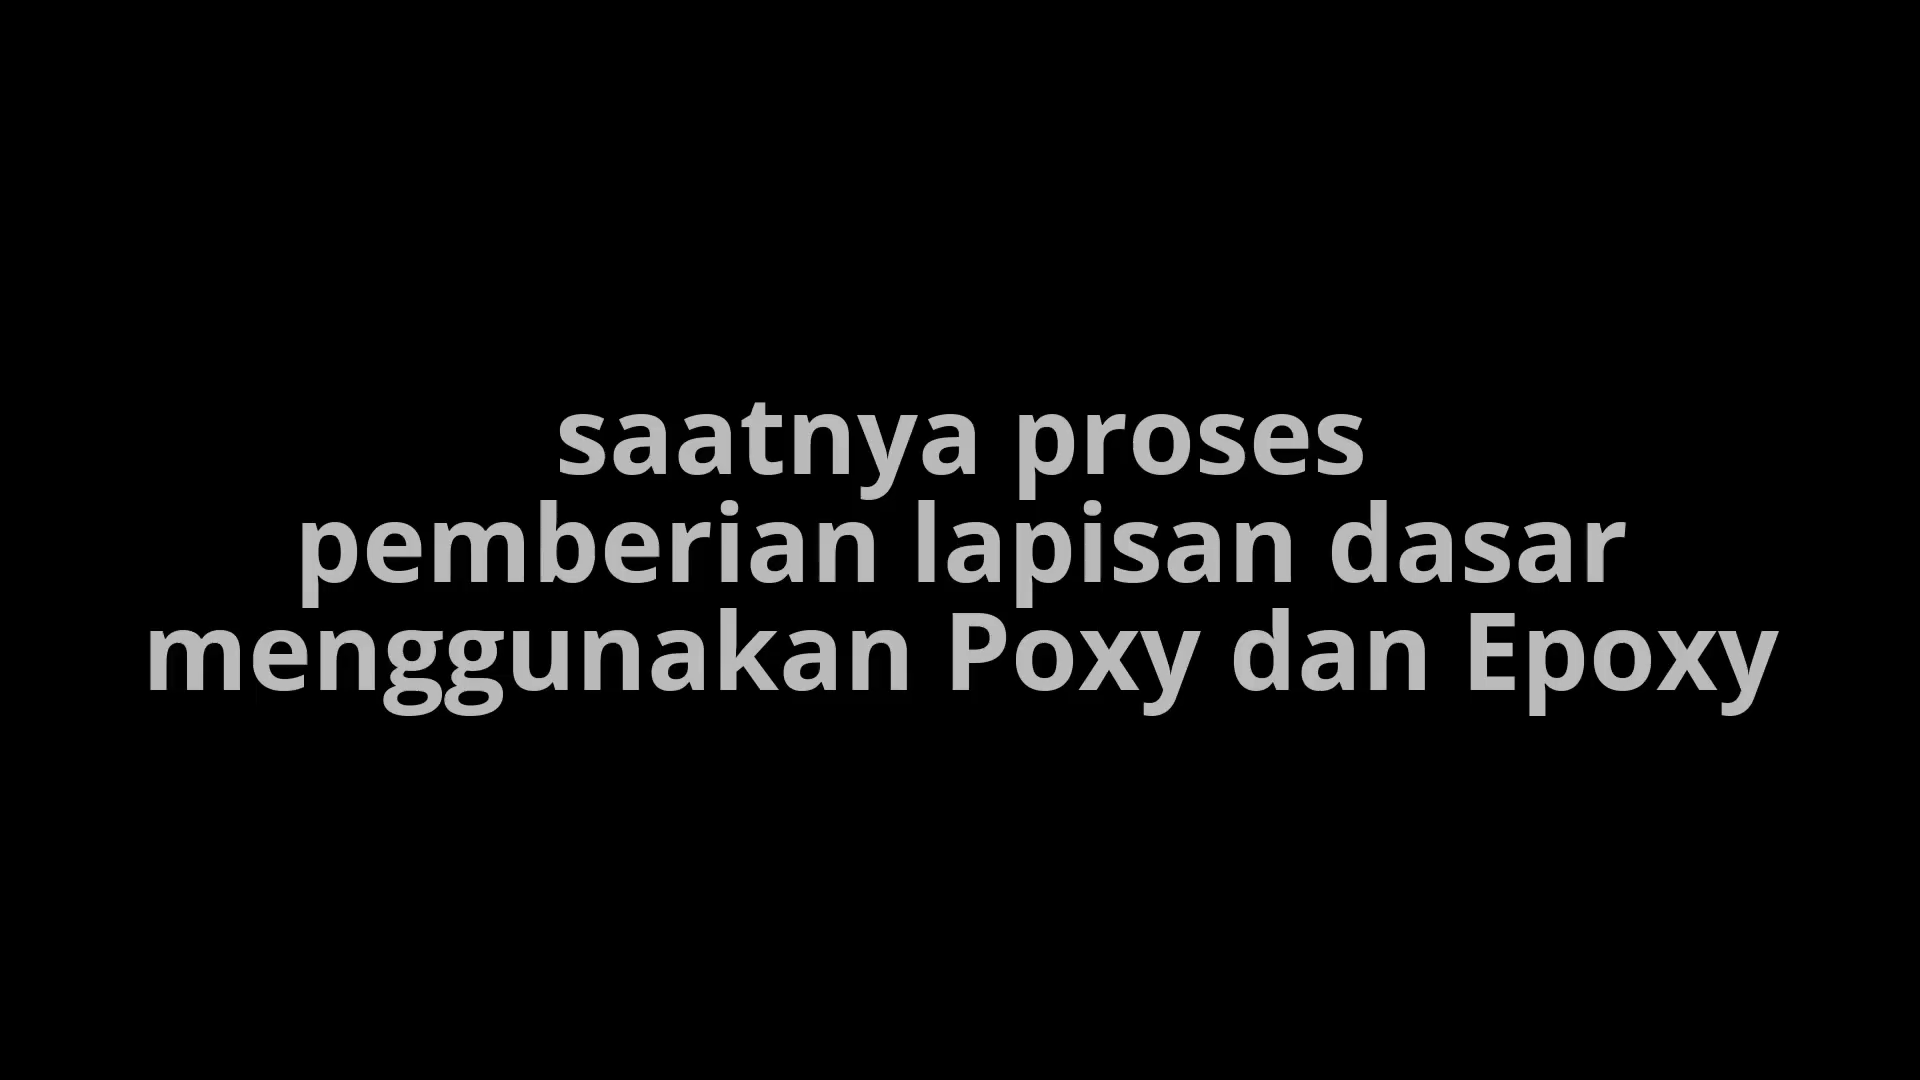 saatnya proses
pemberian lapisan dasar
menggunakan Poxy dan Epoxy